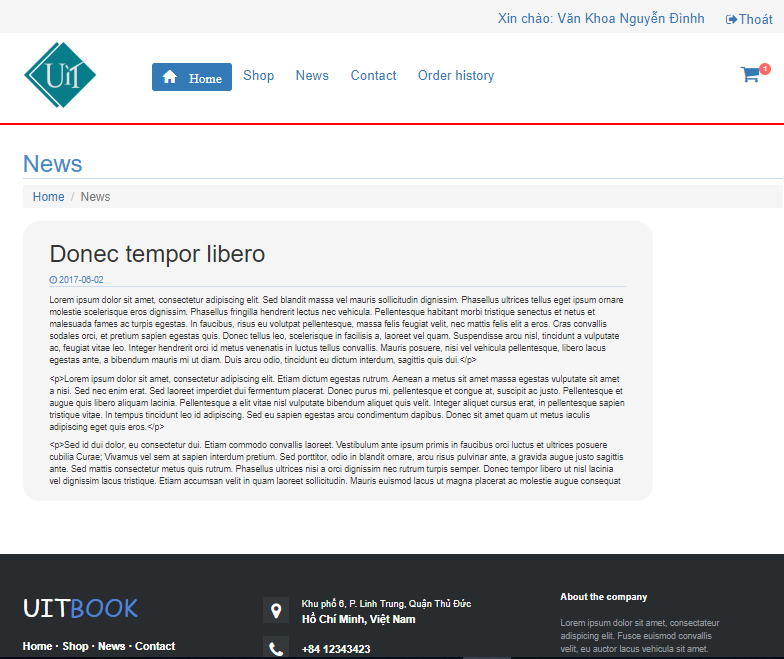 Xin chào: Văn Khoa Nguyễn Đìnhh Thoát
UiT
Home Shop News Contact Order history
1
News
Home / News
Donec tempor libero
2017-06-02
Lorem ipsum dolor sit amet, consectetur adipiscing elit. Sed blandit massa vel mauris sollicitudin dignissim. Phasellus ultrices tellus eget ipsum ornare
molestie scelerisque eros dignissim. Phasellus fringilla hendrerit lectus nec vehicula. Pellentesque habitant morbi tristique senectus et netus et
malesuada fames ac turpis egestas. In faucibus, risus eu volutpat pellentesque, massa felis feugiat velit, nec mattis felis elit a eros. Cras convallis
sodales orci, et pretium sapien egestas quis. Donec tellus leo, scelerisque in facilisis a, laoreet vel quam. Suspendisse arcu nisl, tincidunt a vulputate
ac, feugiat vitae leo. Integer hendrerit orci id metus venenatis in luctus tellus convallis. Mauris posuere, nisi vel vehicula pellentesque, libero lacus
egestas ante, a bibendum mauris mi ut diam. Duis arcu odio, tincidunt eu dictum interdum, sagittis quis dui.</p>
<p>Lorem ipsum dolor sit amet, consectetur adipiscing elit. Etiam dictum egestas rutrum. Aenean a metus sit amet massa egestas vulputate sit amet
a nisi. Sed nec enim erat. Sed laoreet imperdiet dui fermentum placerat. Donec purus mi, pellentesque et congue at, suscipit ac justo. Pellentesque et
augue quis libero aliquam lacinia. Pellentesque a elit vitae nisl vulputate bibendum aliquet quis velit. Integer aliquet cursus erat, in pellentesque sapien
tristique vitae. In tempus tincidunt leo id adipiscing. Sed eu sapien egestas arcu condimentum dapibus. Donec sit amet quam ut metus iaculis
adipiscing eget quis eros.</p>
<p>Sed id dui dolor, eu consectetur dui. Etiam commodo convallis laoreet. Vestibulum ante ipsum primis in faucibus orci luctus et ultrices posuere
cubilia Curae; Vivamus vel sem at sapien interdum pretium. Sed porttitor, odio in blandit ornare, arcu risus pulvinar ante, a gravida augue justo sagittis
ante. Sed mattis consectetur metus quis rutrum. Phasellus ultrices nisi a orci dignissim nec rutrum turpis semper. Donec tempor libero ut nisl lacinia
vel dignissim lacus tristique. Etiam accumsan velit in quam laoreet sollicitudin. Mauris euismod lacus ut magna placerat ac molestie augue consequat
UITBOOK
Home · Shop · News · Contact
Khu phố 6, P. Linh Trung, Quận Thủ Đức
Hồ Chí Minh, Việt Nam
+84 12343423
About the company
Lorem ipsum dolor sit amet, consectateur
adipiscing elit. Fusce euismod convallis
velit, eu auctor lacus vehicula sit amet.